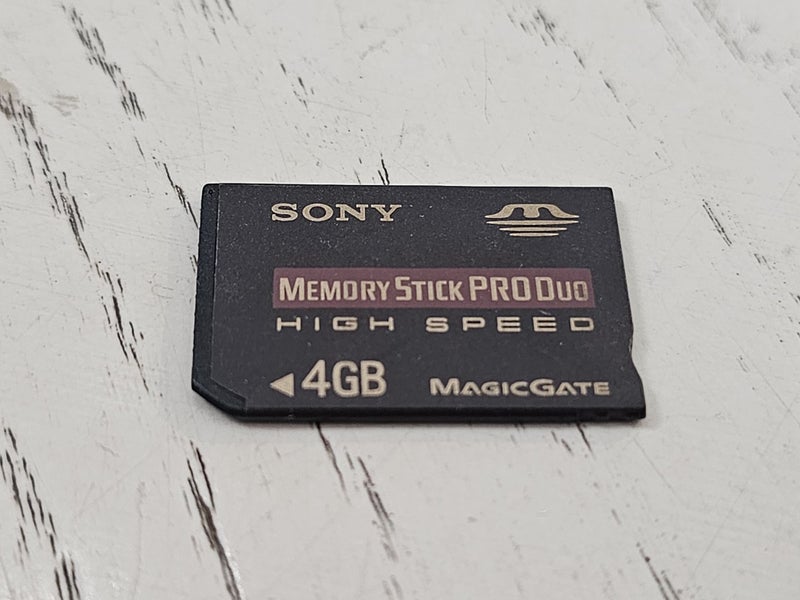 SONY
MEMORY STICK PRO DUO
HIGH SPEED
4GB MAGICGATE